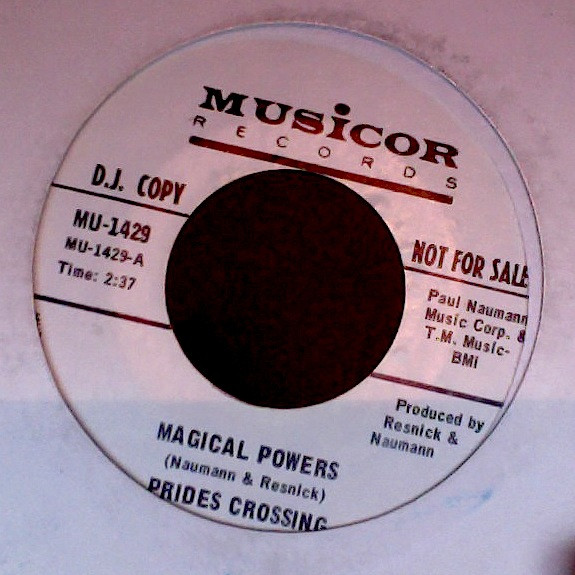 MUSiCOR
RECORDS
D.J. COPY
MU-1429
MU-1429-A
Time: 2:37
NOT FOR SALE
Paul Naumann
Music Corp. &
T.M. Music-
BMI
Produced by
Resnick &
Naumann
MAGICAL POWERS
(Naumann & Resnick)
PRIDES CROSSING